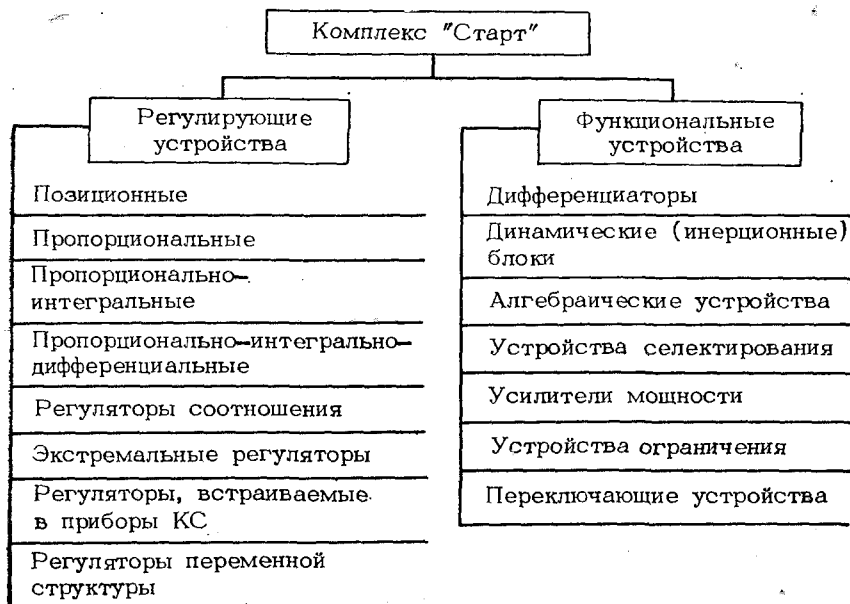 Комплекс "Старт"
Регулирующие
устройства
Позиционные
Пропорциональные
Пропорционально-
интегральные
Пропорционально-интегрально-
дифференциальные
Регуляторы соотношения
Экстремальные регуляторы
Регуляторы, встраиваемые
в приборы КС
Регуляторы переменной
структуры
Функциональные
устройства
Дифференциаторы
Динамические (инерционные)
блоки
Алгебраические устройства
Устройства селектирования
Усилители мощности
Устройства ограничения
Переключающие устройства